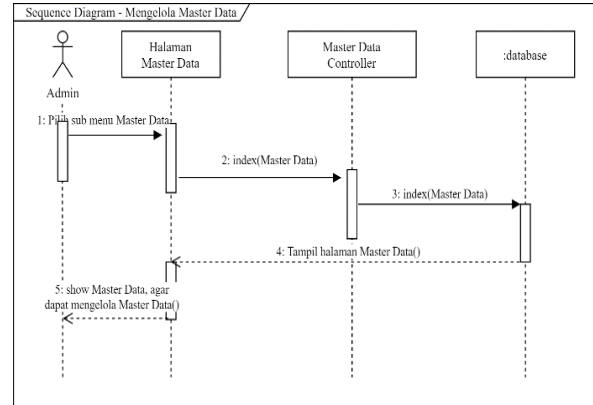 Sequence Diagram - Mengelola Master Data
Halaman
Master Data
Master Data
Controller
:database
Admin
1: Pilih sub menu Master Data
2: index(Master Data)
3: index(Master Data)
4: Tampil halaman Master Data()
5: show Master Data, agar
dapat mengelola Master Data()